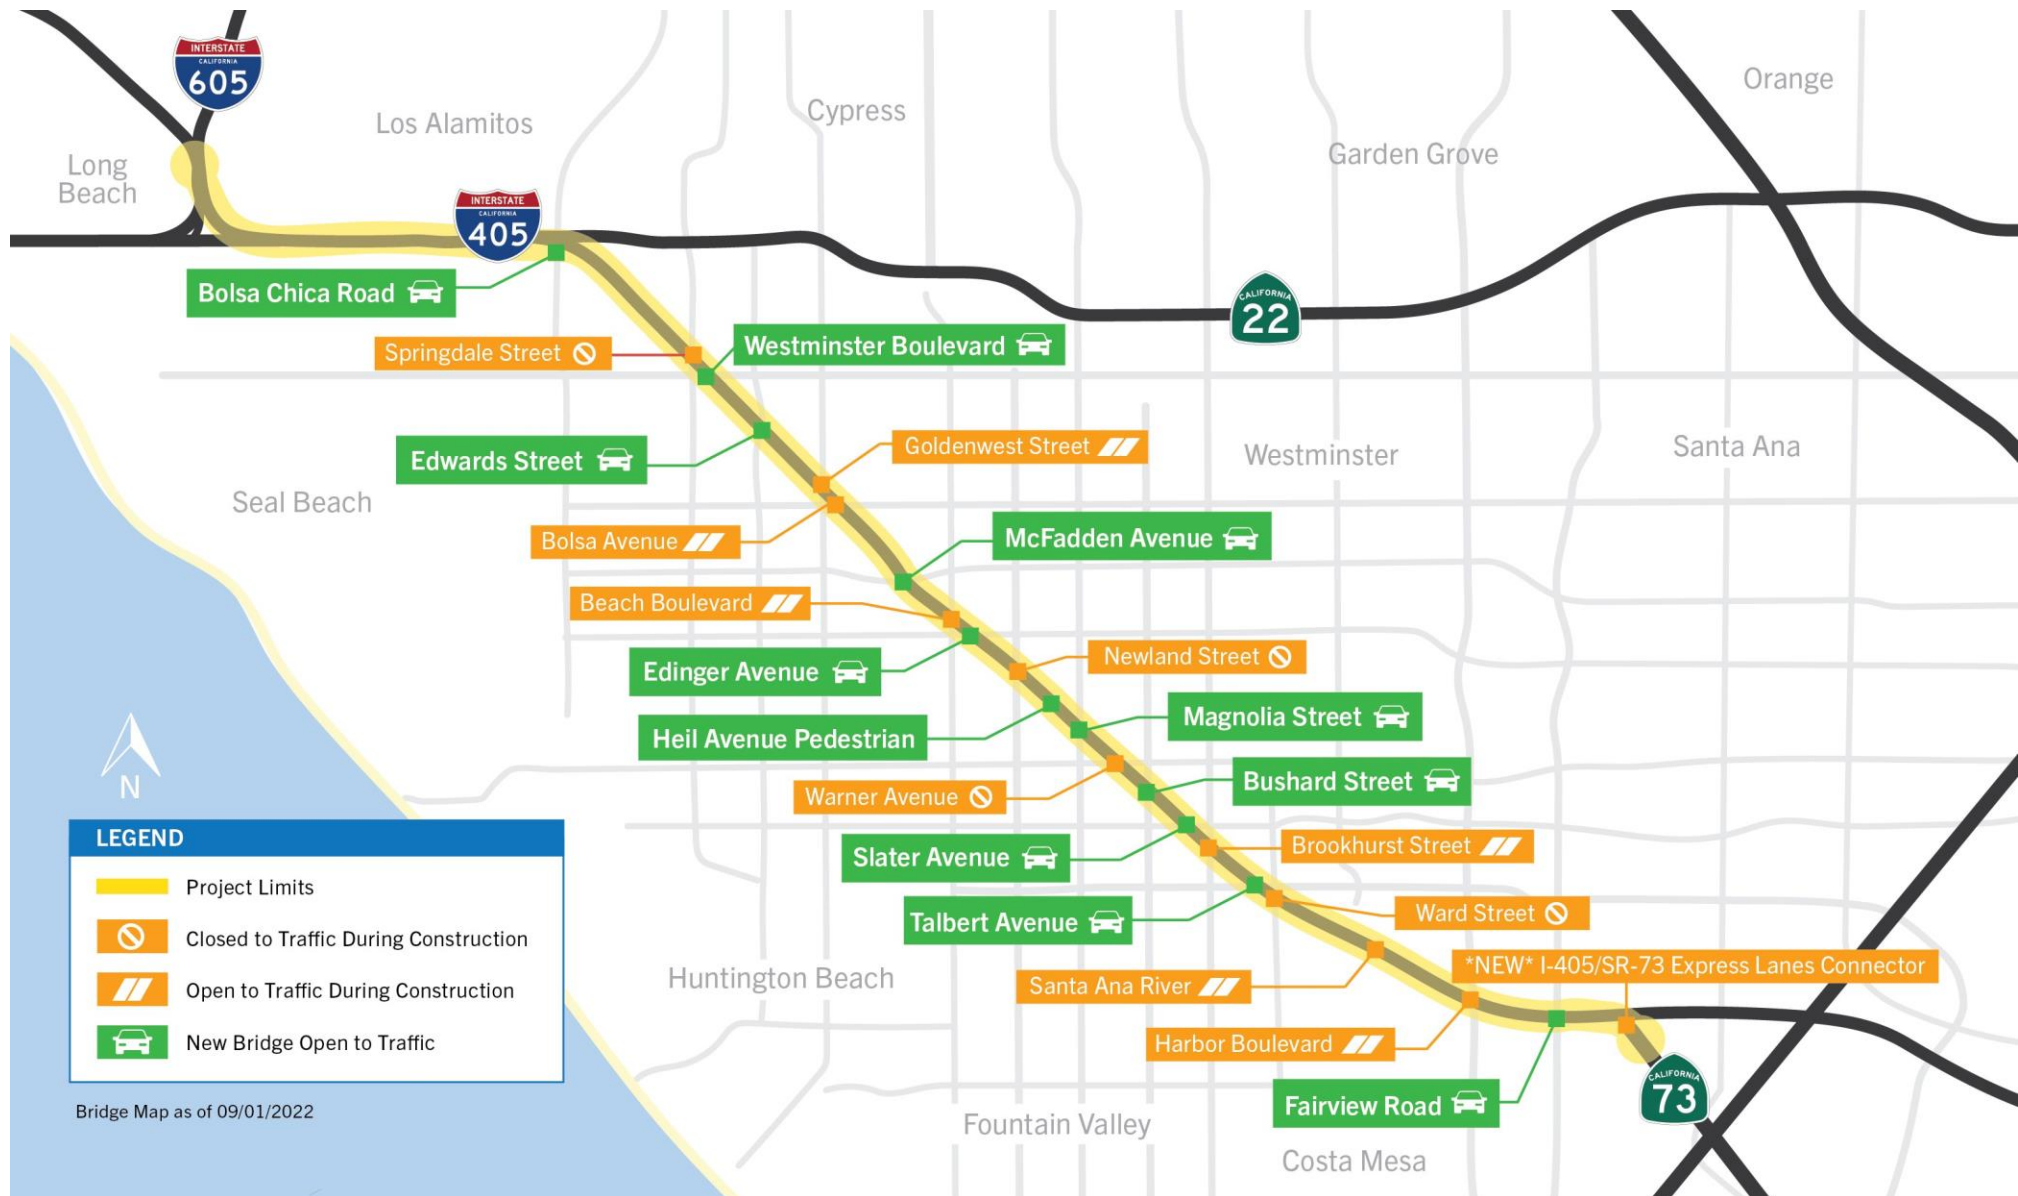 INTERSTATE
CALIFORNIA
605
Orange
Cypress
Los Alamitos
Garden Grove
Long
Beach
INTERSTATE
CALIFORNIA
405
Bolsa Chica Road
CALIFORNIA
22
Springdale Street
Westminster Boulevard
Goldenwest Street
Westminster
Santa Ana
Edwards Street
Seal Beach
Bolsa Avenue
McFadden Avenue
Beach Boulevard
Newland Street
Edinger Avenue
Magnolia Street
Heil Avenue Pedestrian
Bushard Street
Warner Avenue
N
Brookhurst Street
Slater Avenue
Ward Street
Talbert Avenue
*NEW* I-405/SR-73 Express Lanes Connector
Huntington Beach
Santa Ana River
Harbor Boulevard
CALIFORNIA
73
Fairview Road
Fountain Valley
Costa Mesa
LEGEND
Project Limits
Closed to Traffic During Construction
Open to Traffic During Construction
New Bridge Open to Traffic
Bridge Map as of 09/01/2022